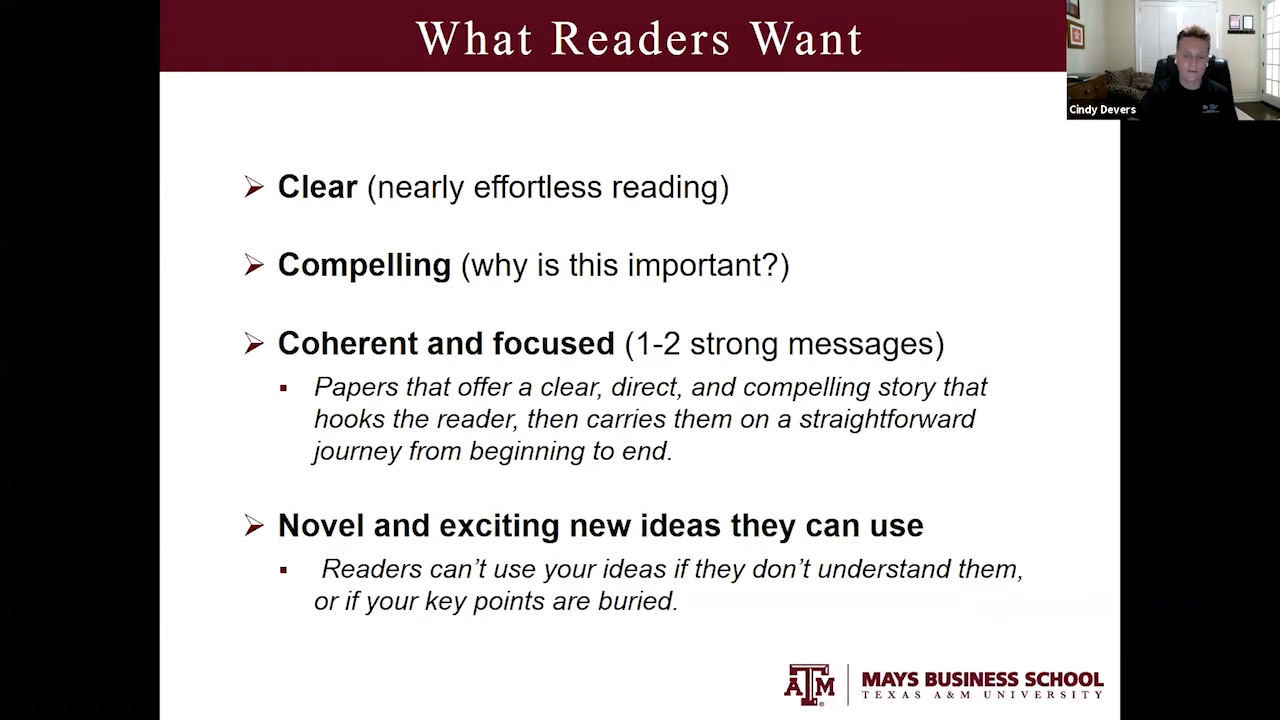 What Readers Want
Cindy Devers
Clear (nearly effortless reading)
Compelling (why is this important?)
Coherent and focused (1-2 strong messages)
Papers that offer a clear, direct, and compelling story that
hooks the reader, then carries them on a straightforward
journey from beginning to end.
Novel and exciting new ideas they can use
Readers can’t use your ideas if they don’t understand them,
or if your key points are buried.
ATM MAYS BUSINESS SCHOOL
TEXAS A&M UNIVERSITY